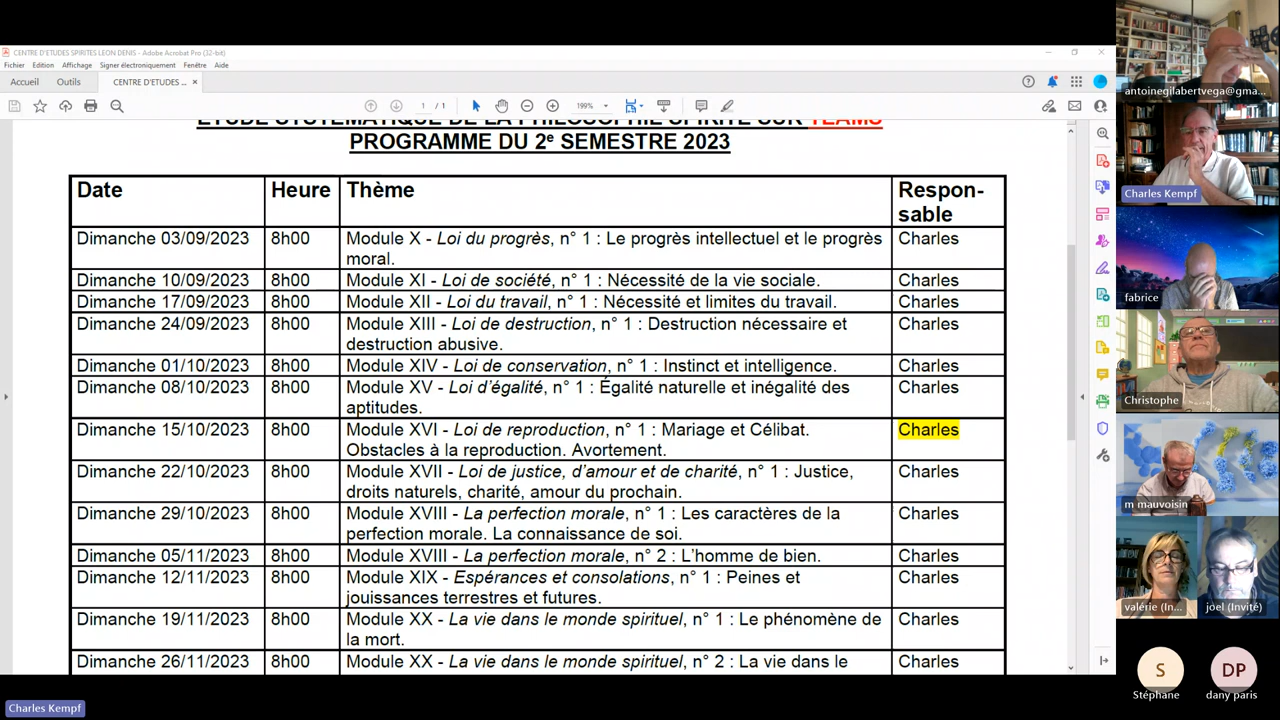 CENTRE D'ETUDES SPIRITES LEON DENIS - Adobe Acrobat Pro (32-bit)
Fichier Edition Affichage Signer électroniquement Fenêtre Aide
Accueil Outils CENTRE D'ETUDES ... ×
1 / 1 199%
ETUDE SYSTEMATIQUE DE LA PHILOSOPHIE SPIRITE SUR TEAMS
PROGRAMME DU 2e SEMESTRE 2023
Date Heure Thème Respon-
sable
Dimanche 03/09/2023 8h00 Module X - Loi du progrès, n° 1 : Le progrès intellectuel et le progrès Charles
moral.
Dimanche 10/09/2023 8h00 Module XI - Loi de société, n° 1 : Nécessité de la vie sociale. Charles
Dimanche 17/09/2023 8h00 Module XII - Loi du travail, n° 1 : Nécessité et limites du travail. Charles
Dimanche 24/09/2023 8h00 Module XIII - Loi de destruction, n° 1 : Destruction nécessaire et Charles
destruction abusive.
Dimanche 01/10/2023 8h00 Module XIV - Loi de conservation, n° 1 : Instinct et intelligence. Charles
Dimanche 08/10/2023 8h00 Module XV - Loi d'égalité, n° 1 : Égalité naturelle et inégalité des Charles
aptitudes.
Dimanche 15/10/2023 8h00 Module XVI - Loi de reproduction, n° 1 : Mariage et Célibat. Charles
Obstacles à la reproduction. Avortement.
Dimanche 22/10/2023 8h00 Module XVII - Loi de justice, d'amour et de charité, n° 1 : Justice, Charles
droits naturels, charité, amour du prochain.
Dimanche 29/10/2023 8h00 Module XVIII - La perfection morale, n° 1 : Les caractères de la Charles
perfection morale. La connaissance de soi.
Dimanche 05/11/2023 8h00 Module XVIII - La perfection morale, n° 2 : L'homme de bien. Charles
Dimanche 12/11/2023 8h00 Module XIX - Espérances et consolations, n° 1 : Peines et Charles
jouissances terrestres et futures.
Dimanche 19/11/2023 8h00 Module XX - La vie dans le monde spirituel, n° 1 : Le phénomène de Charles
la mort.
Dimanche 26/11/2023 8h00 Module XX - La vie dans le monde spirituel, n° 2 : La vie dans le Charles
Charles Kempf
antoinegilabertvega@gma...
Charles Kempf
fabrice
Christophe
m mauvoisin
valérie (In... joel (Invité)
S DP
Stéphane dany paris